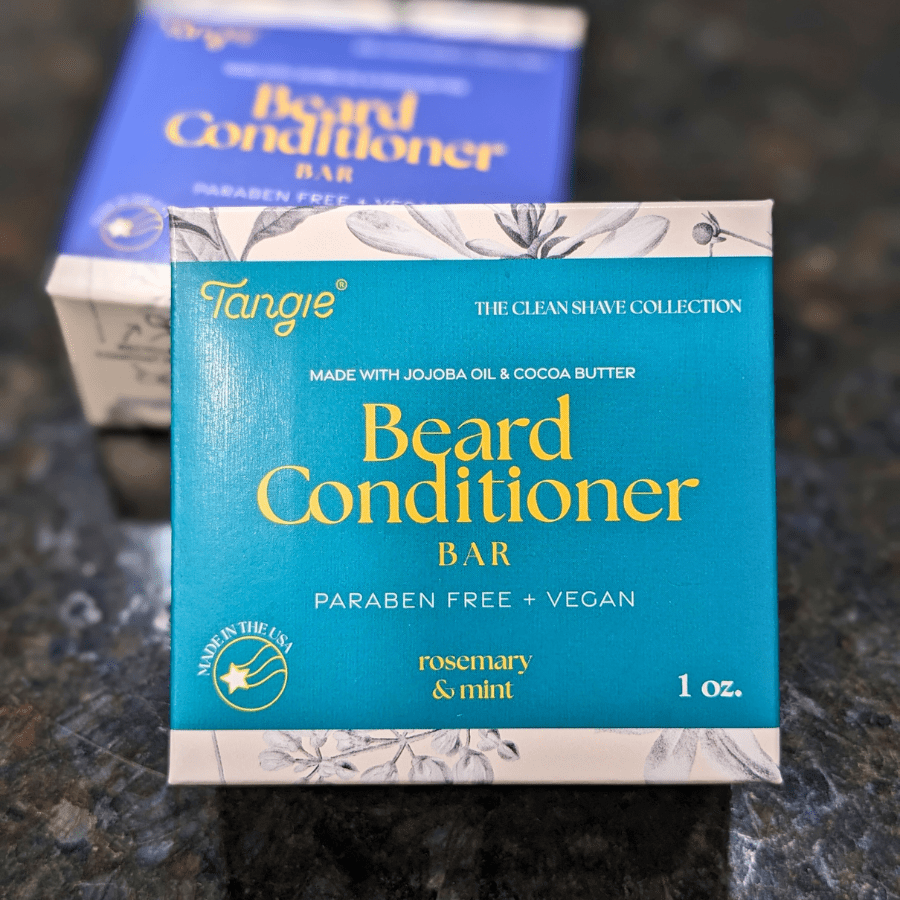 Tangie
Beard
Conditioner
BAR
PARABEN FREE + VEGAN
Tangie®
THE CLEAN SHAVE COLLECTION
MADE WITH JOJOBA OIL & COCOA BUTTER
Beard
Conditioner
BAR
PARABEN FREE + VEGAN
MADE IN THE USA
rosemary
& mint
1 oz.